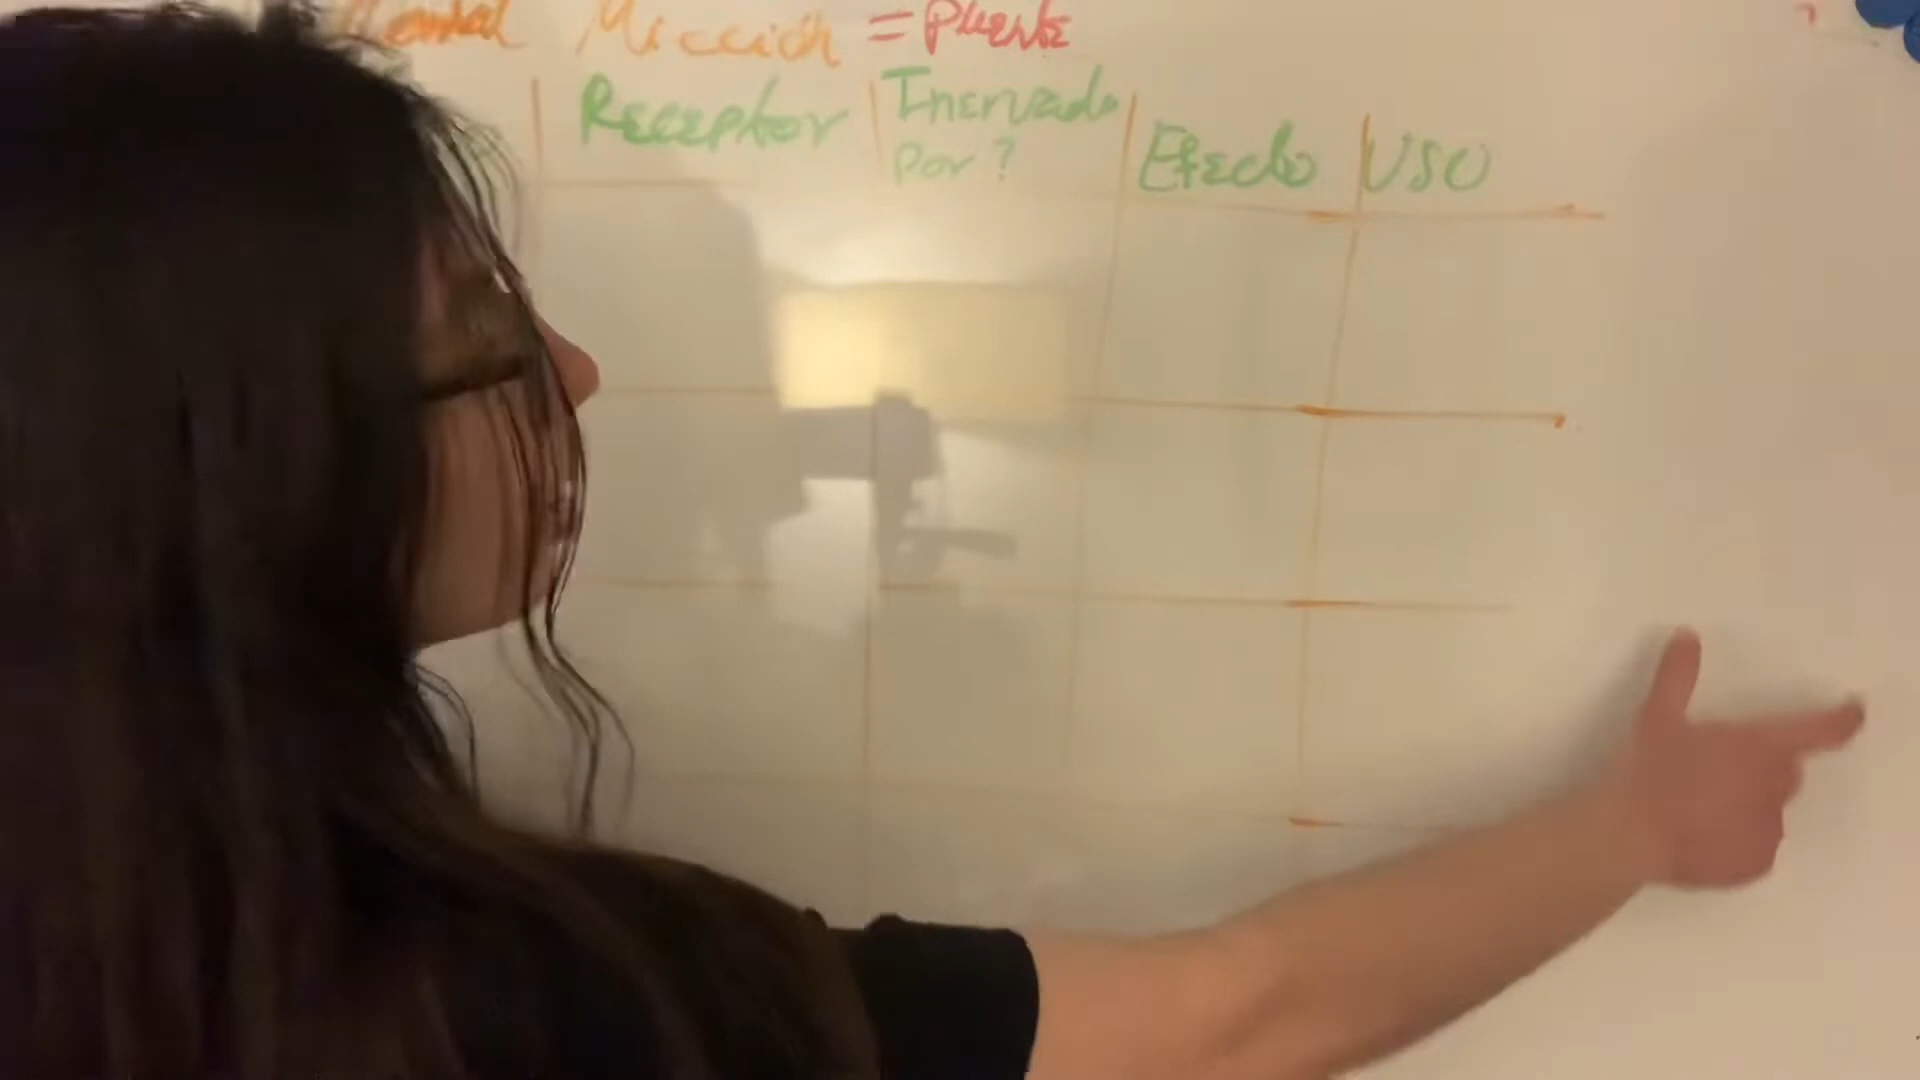 Micción = Puente
Receptor
Inervado
Por ?
Efecto
USO